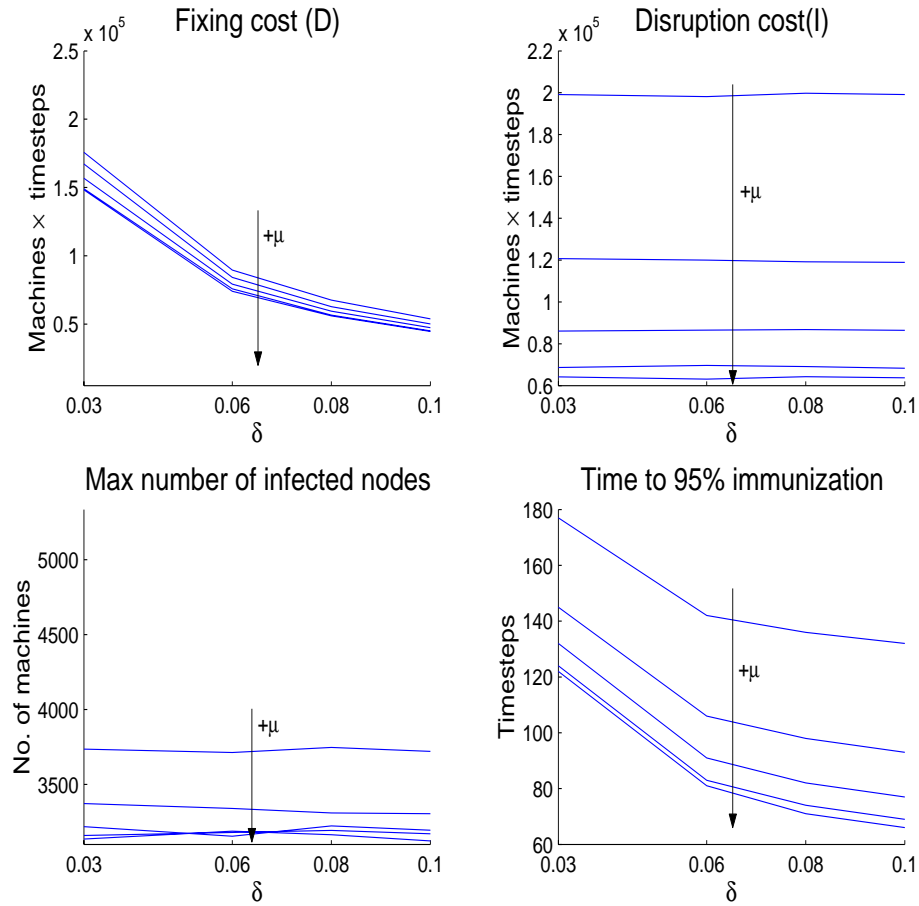 Fixing cost (D)
x 10^5
Machines × timesteps
2.5
2
1.5
1
0.5
+μ
0.03 0.06 0.08 0.1
δ
Disruption cost(I)
x 10^5
Machines × timesteps
2.2
2
1.8
1.6
1.4
1.2
1
0.8
0.6
+μ
0.03 0.06 0.08 0.1
δ
Max number of infected nodes
No. of machines
5000
4500
4000
3500
+μ
0.03 0.06 0.08 0.1
δ
Time to 95% immunization
Timesteps
180
160
140
120
100
80
60
+μ
0.03 0.06 0.08 0.1
δ